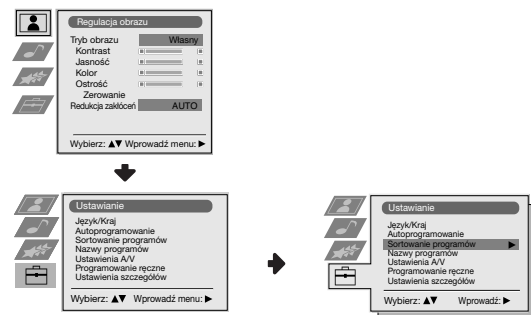 Regulacja obrazu
Tryb obrazu Własny
Kontrast
Jasność
Kolor
Ostrość
Zerowanie
Redukcja zakłóceń AUTO
Wybierz: ▲▼ Wprowadź menu: ▶
Ustawianie
Język/Kraj
Autoprogramowanie
Sortowanie programów
Nazwy programów
Ustawienia A/V
Programowanie ręczne
Ustawienia szczegółów
Wybierz: ▲▼ Wprowadź menu: ▶
Ustawianie
Język/Kraj
Autoprogramowanie
Sortowanie programów ▶
Nazwy programów
Ustawienia A/V
Programowanie ręczne
Ustawienia szczegółów
Wybierz: ▲▼ Wprowadź: ▶